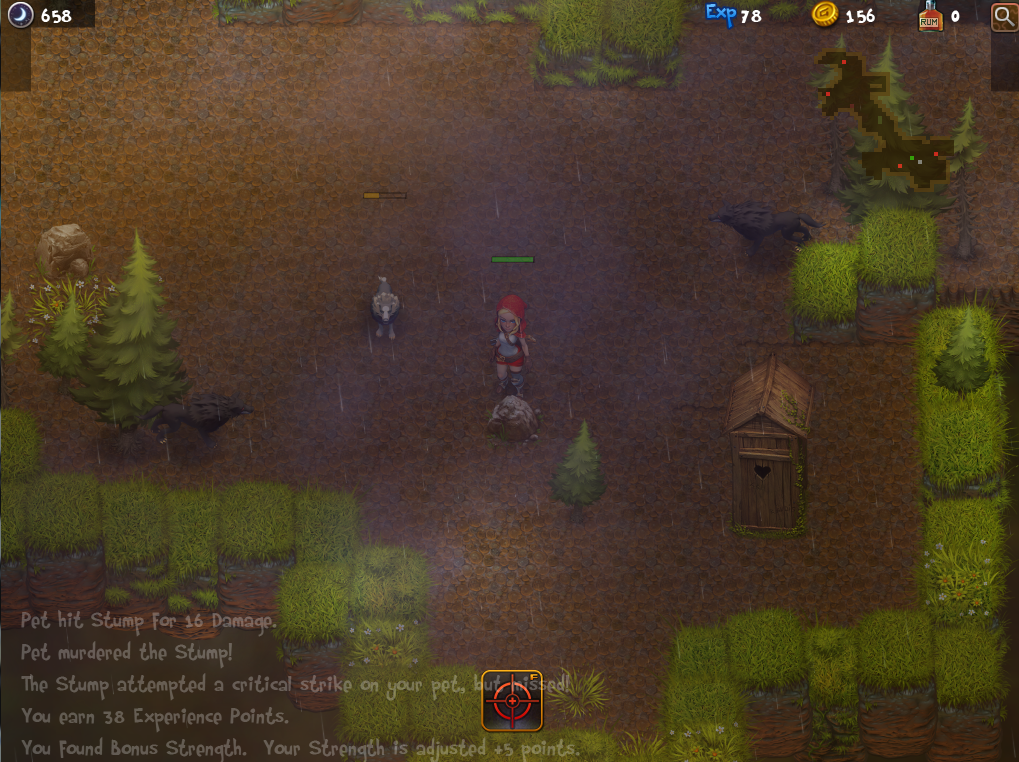 658
Exp 78
156
RUM 0
Pet hit Stump For 16 Damage.
Pet murdered the Stump!
The Stump attempted a critical strike on your pet, but missed!
F
You earn 38 Experience Points.
You Found Bonus Strength. Your Strength is adjusted +5 points.